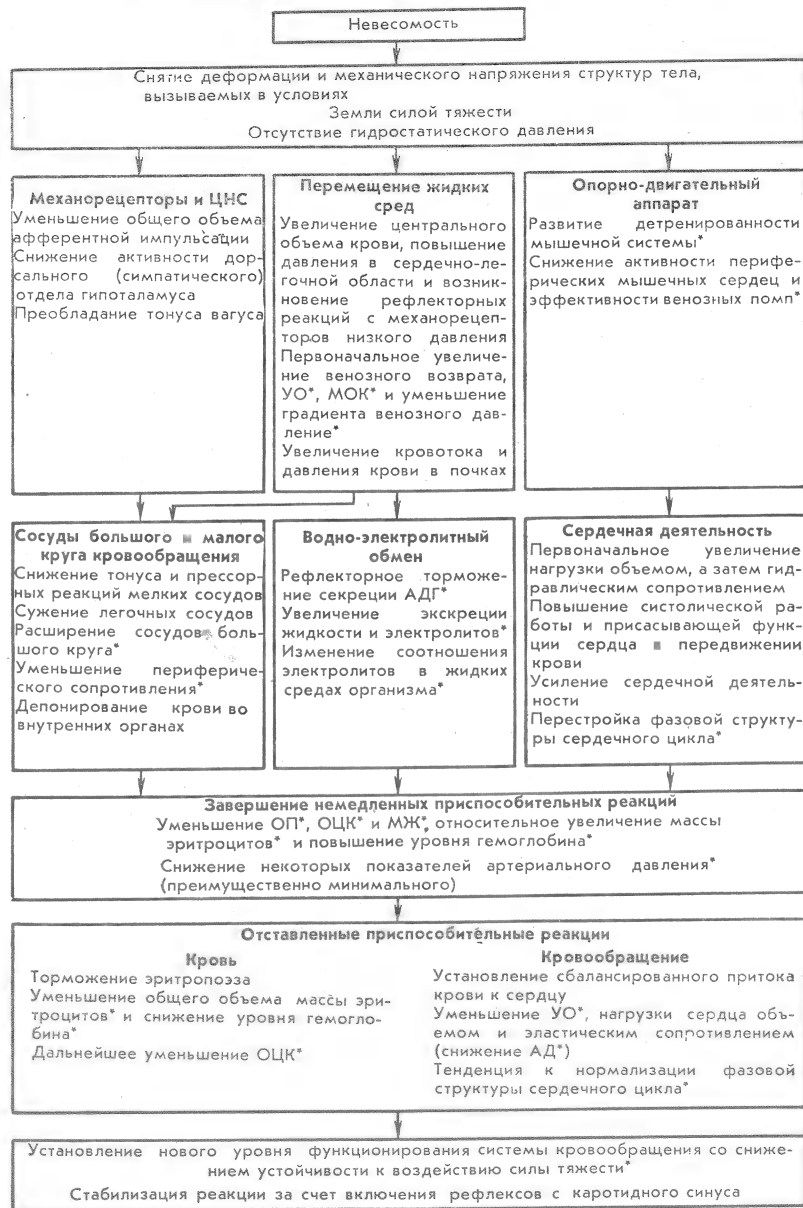 Невесомость
Снятие деформации и механического напряжения структур тела,
вызываемых в условиях
Земли силой тяжести
Отсутствие гидростатического давления
Механорецепторы и ЦНС
Уменьшение общего объема
афферентной импульсации
Снижение активности дор-
сального (симпатического)
отдела гипоталамуса
Преобладание тонуса вагуса
Перемещение жидких
сред
Увеличение центрального
объема крови, повышение
давления в сердечно-ле-
гочной области и возник-
новение рефлекторных
реакций с механорецеп-
торов низкого давления
Первоначальное увеличе-
ние венозного возврата,
УО*, МОК* и уменьшение
градиента венозного дав-
ление*
Увеличение кровотока и
давления крови в почках
Опорно-двигательный
аппарат
Развитие детренированности
мышечной системы*
Снижение активности перифе-
рических мышечных сердец и
эффективности венозных помп*
Сосуды большого и малого
круга кровообращения
Снижение тонуса и прессор-
ных реакций мелких сосудов
Сужение легочных сосудов
Расширение сосудов боль-
шого круга*
Уменьшение перифериче-
ского сопротивления*
Депонирование крови во
внутренних органах
Водно-электролитный
обмен
Рефлекторное торможе-
ние секреции АДГ*
Увеличение экскреции
жидкости и электролитов*
Изменение соотношения
электролитов в жидких
средах организма*
Сердечная деятельность
Первоначальное увеличение
нагрузки объемом, а затем гид-
равлическим сопротивлением
Повышение систолической ра-
боты и присасывающей функ-
ции сердца в передвижении
крови
Усиление сердечной деятель-
ности
Перестройка фазовой структу-
ры сердечного цикла*
Завершение немедленных приспособительных реакций
Уменьшение ОП*, ОЦК* и МЖ*, относительное увеличение массы
эритроцитов* и повышение уровня гемоглобина*
Снижение некоторых показателей артериального давления*
(преимущественно минимального)
Отставленные приспособительные реакции
Кровь
Торможение эритропоэза
Уменьшение общего объема массы эри-
троцитов* и снижение уровня гемогло-
бина*
Дальнейшее уменьшение ОЦК*
Кровообращение
Установление сбалансированного притока
крови к сердцу
Уменьшение УО*, нагрузки сердца объ-
емом и эластическим сопротивлением
(снижение АД*)
Тенденция к нормализации фазовой
структуры сердечного цикла*
Установление нового уровня функционирования системы кровообращения со сниже-
нием устойчивости к воздействию силы тяжести*
Стабилизация реакции за счет включения рефлексов с каротидного синуса